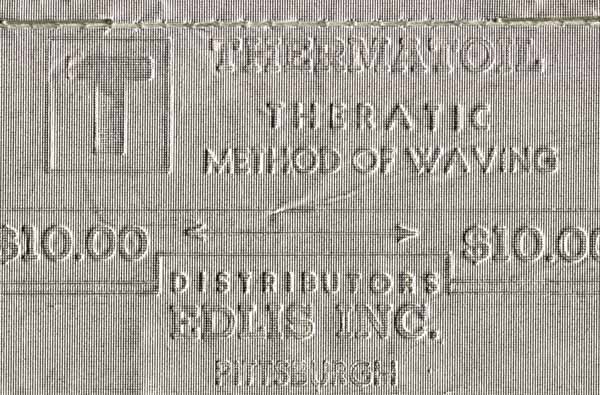 T
THERMATOIL
THERATIC
METHOD OF WAVING
$10.00 $10.00
DISTRIBUTORS
EDLIS INC.
PITTSBURGH